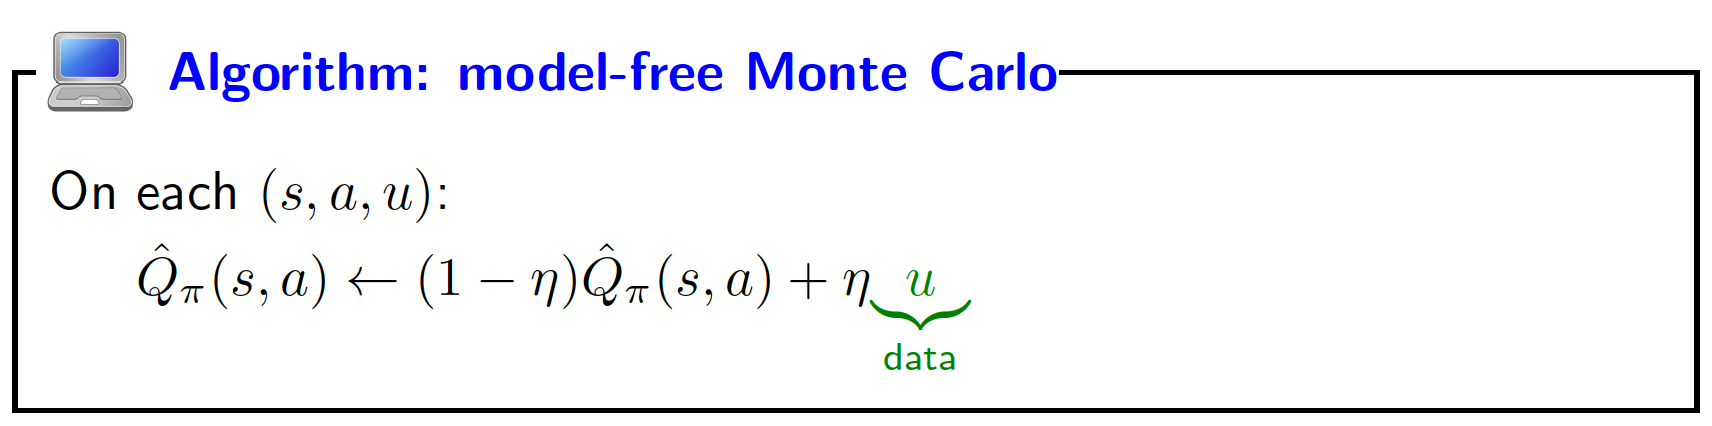 Algorithm: model-free Monte Carlo
On each (s, a, u):
Q̂π(s, a) ← (1 − η)Q̂π(s, a) + η u
data